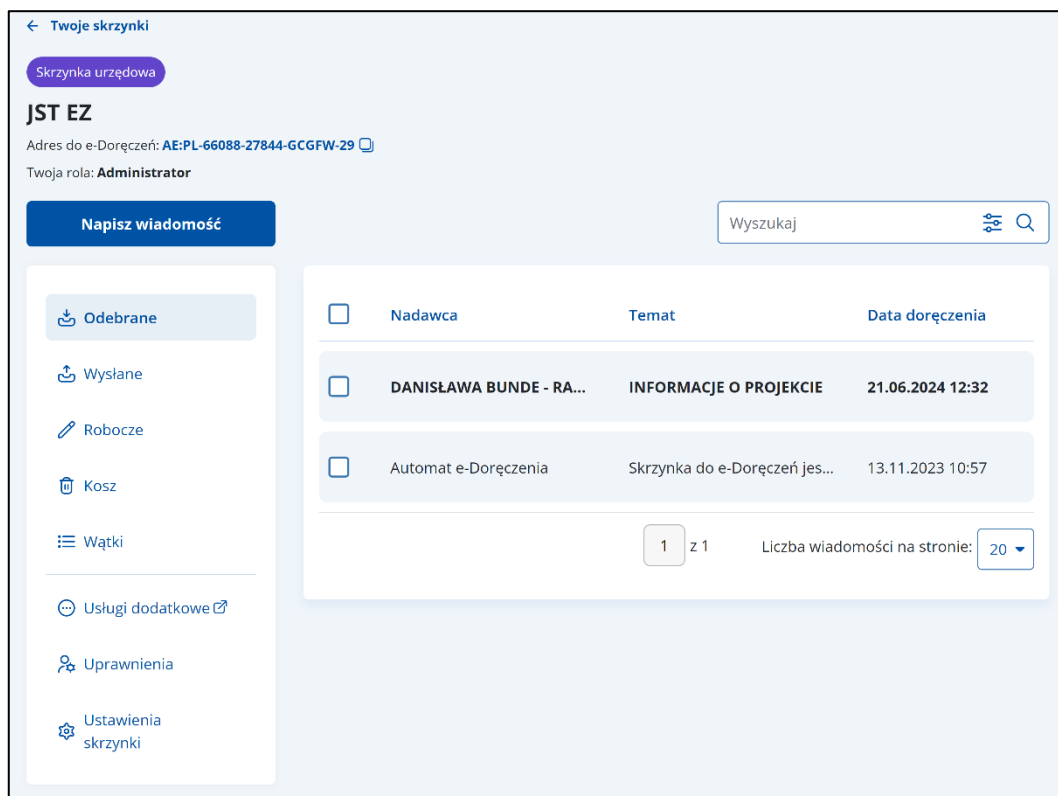 Twoje skrzynki
Skrzynka urzędowa
JST EZ
Adres do e-Doręczeń: AE:PL-66088-27844-GCGFW-29
Twoja rola: Administrator
Napisz wiadomość
Wyszukaj
Odebrane
Wysłane
Robocze
Kosz
Wątki
Usługi dodatkowe
Uprawnienia
Ustawienia
skrzynki
Nadawca Temat Data doręczenia
DANISŁAWA BUNDE - RA... INFORMACJE O PROJEKCIE 21.06.2024 12:32
Automat e-Doręczenia Skrzynka do e-Doręczeń jes... 13.11.2023 10:57
1 z 1 Liczba wiadomości na stronie: 20